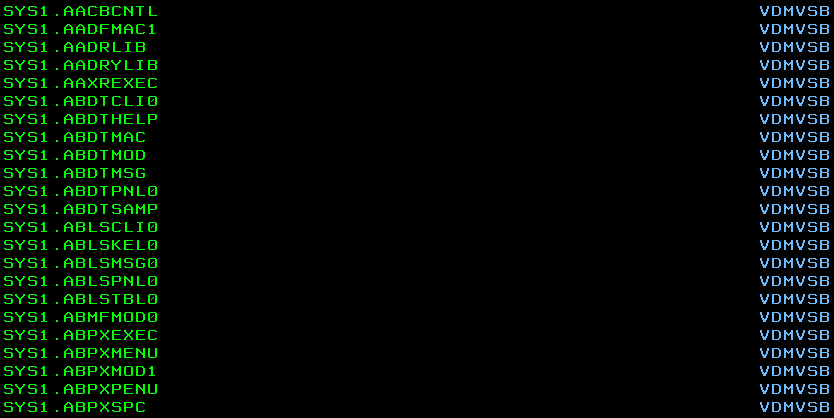 SYS1.AACBCNTL VDMVSB
SYS1.AADFMAC1 VDMVSB
SYS1.AADRLIB VDMVSB
SYS1.AADRYLIB VDMVSB
SYS1.AAXREXEC VDMVSB
SYS1.ABDTCLI0 VDMVSB
SYS1.ABDTHELP VDMVSB
SYS1.ABDTMAC VDMVSB
SYS1.ABDTMOD VDMVSB
SYS1.ABDTMSG VDMVSB
SYS1.ABDTPNL0 VDMVSB
SYS1.ABDTSAMP VDMVSB
SYS1.ABLSCLI0 VDMVSB
SYS1.ABLSKEL0 VDMVSB
SYS1.ABLSMSG0 VDMVSB
SYS1.ABLSPNL0 VDMVSB
SYS1.ABLSTBL0 VDMVSB
SYS1.ABMFMOD0 VDMVSB
SYS1.ABPXEXEC VDMVSB
SYS1.ABPXMENU VDMVSB
SYS1.ABPXMOD1 VDMVSB
SYS1.ABPXPENU VDMVSB
SYS1.ABPXSPC VDMVSB